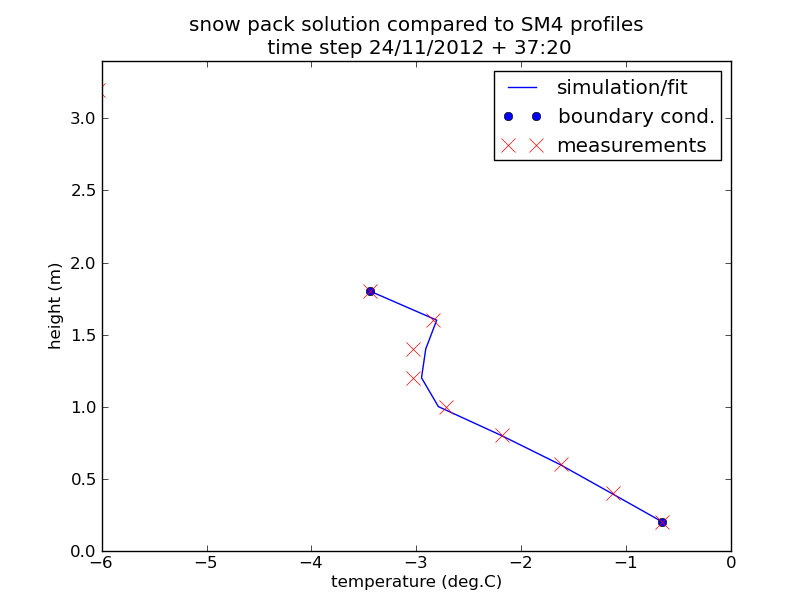 snow pack solution compared to SM4 profiles
time step 24/11/2012 + 37:20
simulation/fit
boundary cond.
measurements
height (m)
3.0
2.5
2.0
1.5
1.0
0.5
0.0
−6 −5 −4 −3 −2 −1 0
temperature (deg.C)